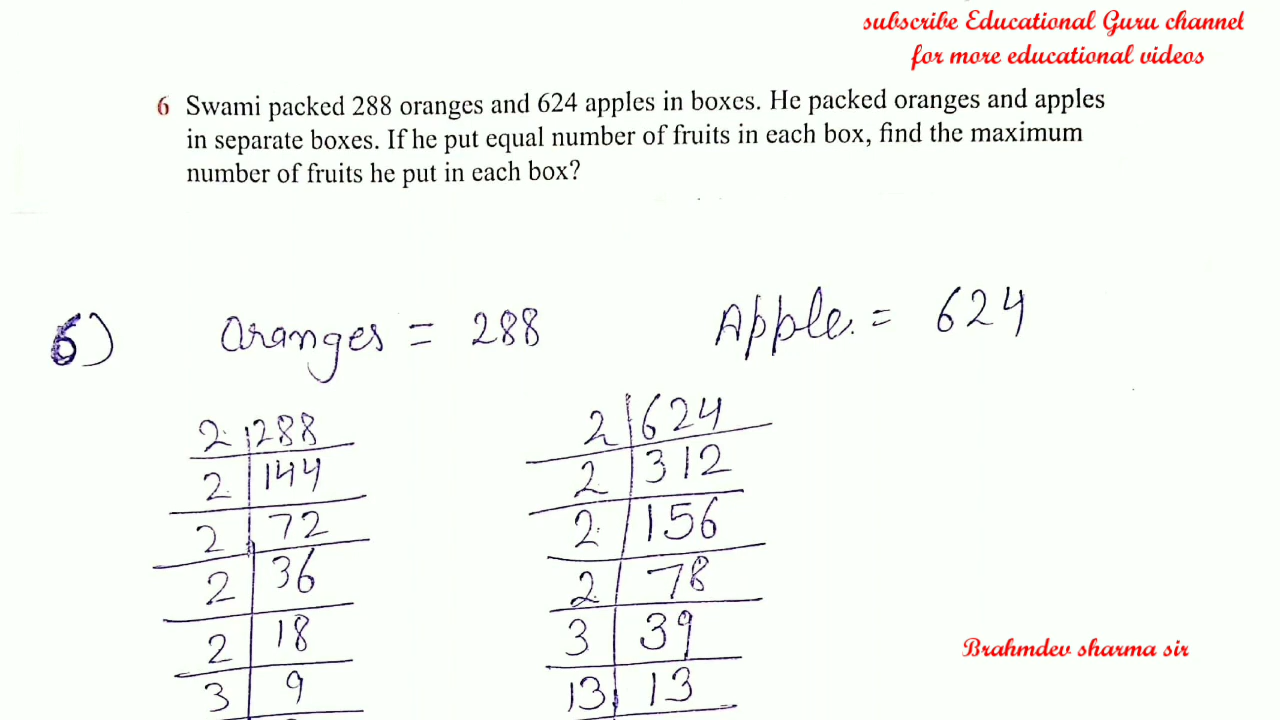 subscribe Educational Guru channel
for more educational videos
6 Swami packed 288 oranges and 624 apples in boxes. He packed oranges and apples
in separate boxes. If he put equal number of fruits in each box, find the maximum
number of fruits he put in each box?
6) Oranges = 288 Apple = 624
2 288 2 624
2 144 2 312
2 72 2 156
2 36 2 78
2 18 3 39
3 9 13 13
Brahmdev sharma sir